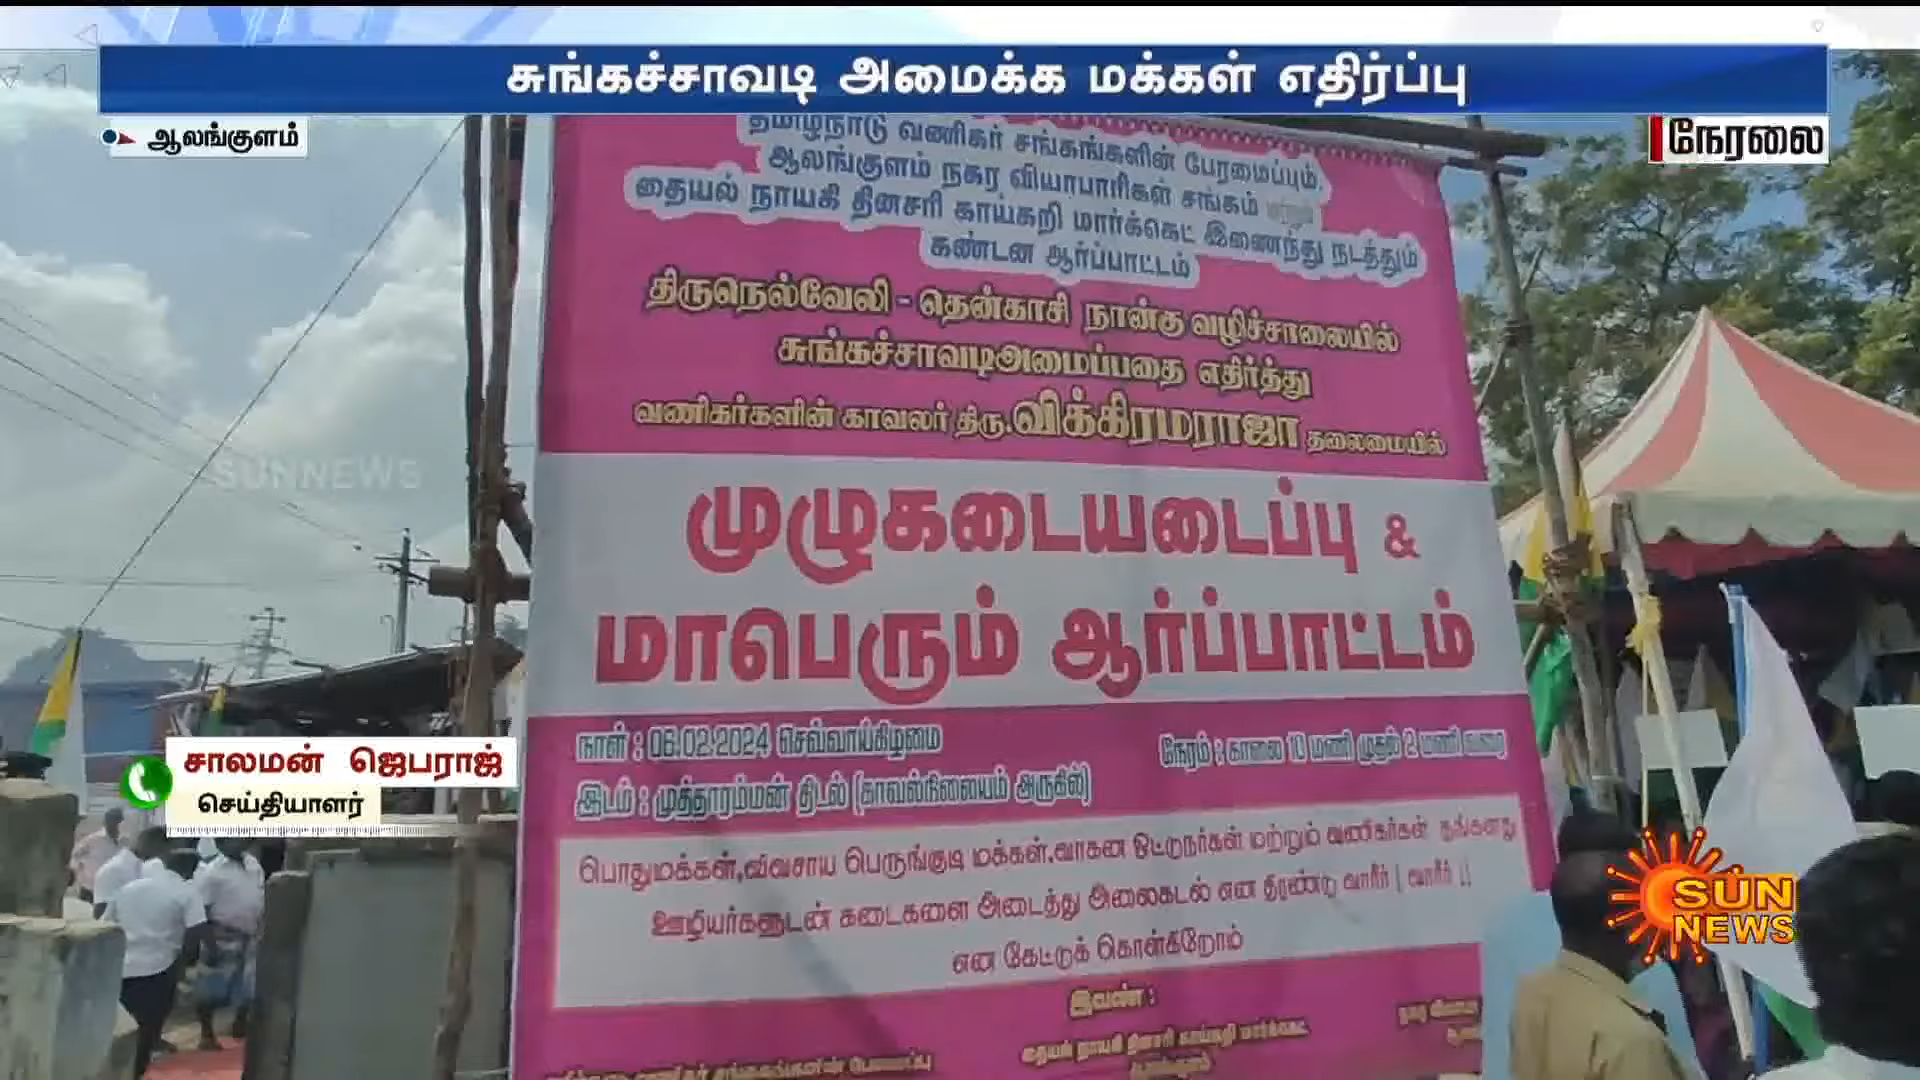 சுங்கச்சாவடி அமைக்க மக்கள் எதிர்ப்பு
ஆலங்குளம்
நேரலை
தமிழ்நாடு வணிகர் சங்கங்களின் பேரமைப்பும்,
ஆலங்குளம் நகர வியாபாரிகள் சங்கம் மற்றும்
தையல் நாயகி தினசரி காய்கறி மார்க்கெட் இணைந்து நடத்தும்
கண்டன ஆர்ப்பாட்டம்
திருநெல்வேலி - தென்காசி நான்கு வழிச்சாலையில்
சுங்கச்சாவடிஅமைப்பதை எதிர்த்து
வணிகர்களின் காவலர் திரு.விக்கிரமராஜா தலைமையில்
SUN NEWS
முழுகடையடைப்பு &
மாபெரும் ஆர்ப்பாட்டம்
நாள் : 06.02.2024 செவ்வாய்கிழமை
நேரம் : காலை 10 மணி முதல் 2 மணி வரை
இடம் : முத்தாரம்மன் திடல் (காவல்நிலையம் அருகில்)
சாலமன் ஜெபராஜ்
செய்தியாளர்
பொதுமக்கள்,விவசாய பெருங்குடி மக்கள்,வாகன ஓட்டுநர்கள் மற்றும் வணிகர்கள் தங்களது
ஊழியர்களுடன் கடைகளை அடைத்து அலைகடல் என திரண்டு வாரீர் ! வாரீர் !!
என கேட்டுக் கொள்கிறோம்
SUN
NEWS
இவண் :
தையல் நாயகி தினசரி காய்கறி மார்க்கெட்